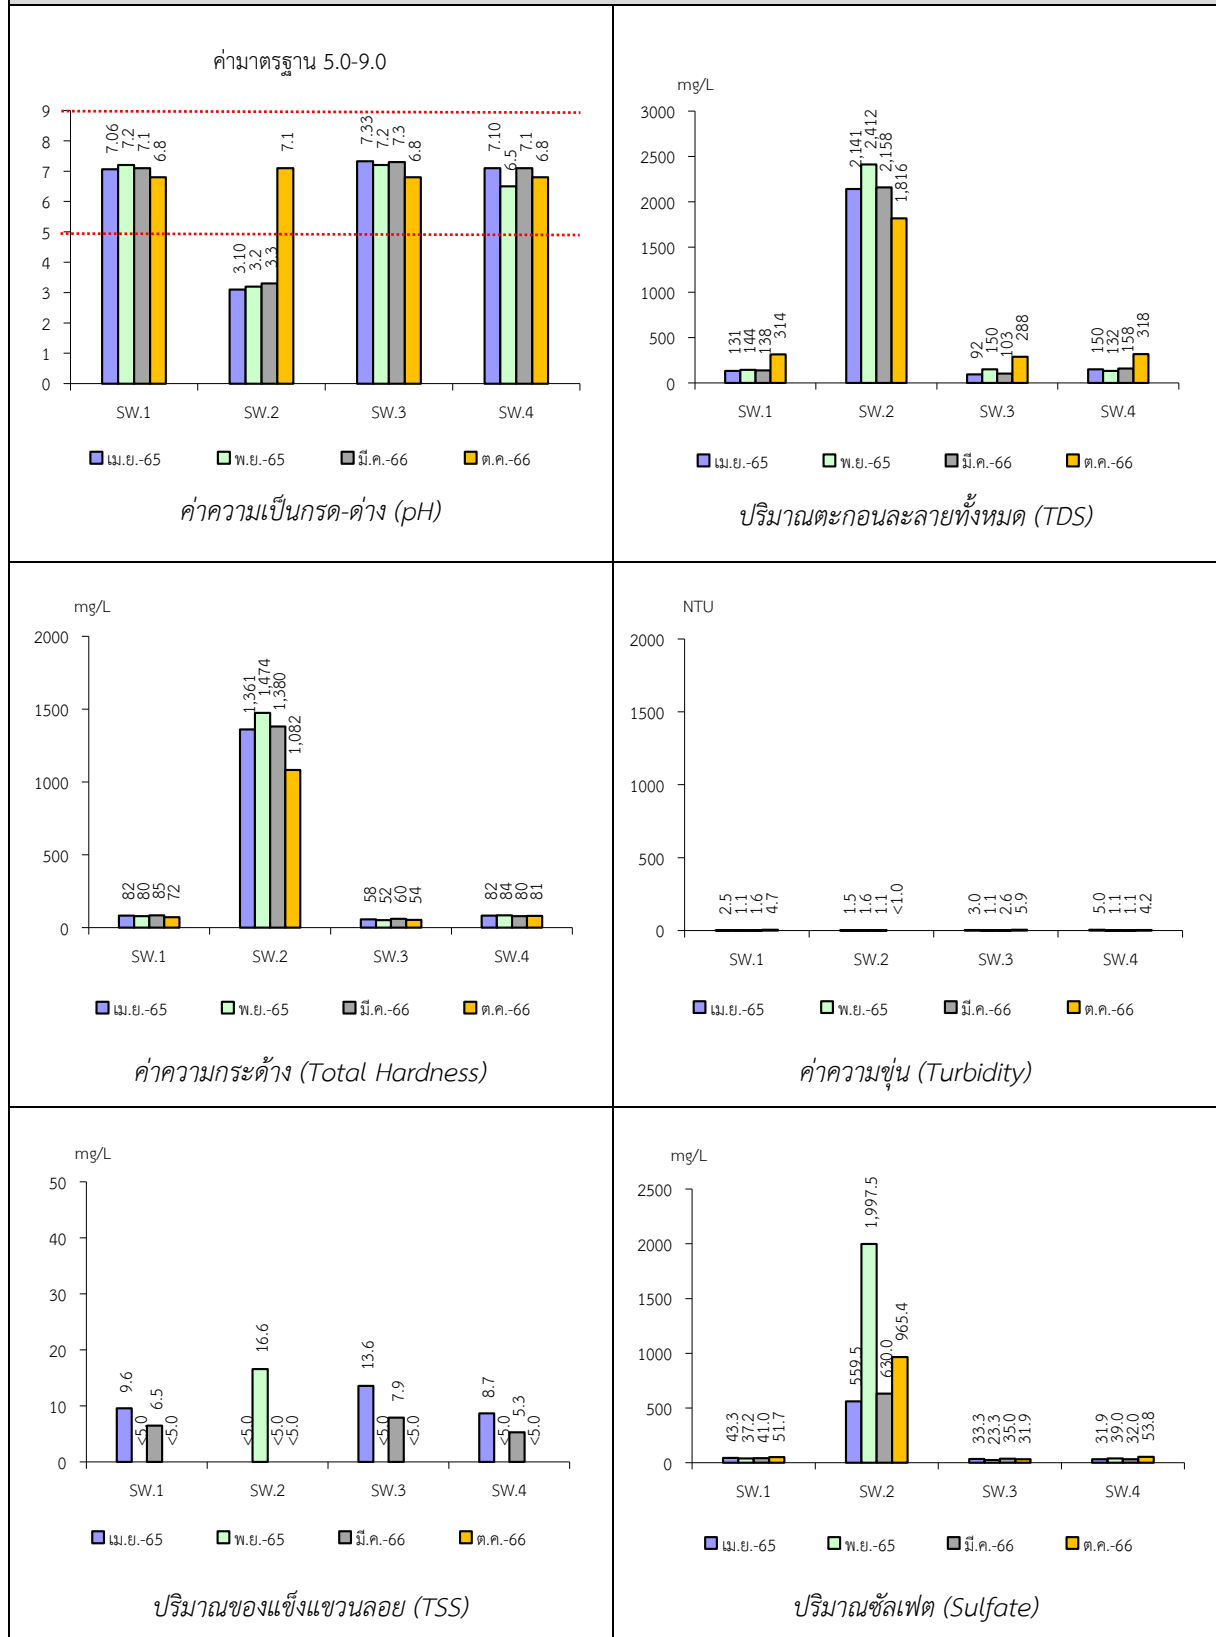 ค่ามาตรฐาน 5.0-9.0
9
8
7
6
5
4
3
2
1
0
7.06 7.2 7.1 6.8
3.10 3.2 3.3 7.1
7.33 7.2 7.3 6.8
7.10 6.5 7.1 6.8
SW.1 SW.2 SW.3 SW.4
เม.ย.-65 พ.ย.-65 มี.ค.-66 ต.ค.-66
ค่าความเป็นกรด-ด่าง (pH)
mg/L
3000
2500
2000
1500
1000
500
0
131 144 138 314
2,141 2,412 2,158 1,816
92 150 103 288
150 132 158 318
SW.1 SW.2 SW.3 SW.4
เม.ย.-65 พ.ย.-65 มี.ค.-66 ต.ค.-66
ปริมาณตะกอนละลายทั้งหมด (TDS)
mg/L
2000
1500
1000
500
0
82 80 85 72
1,361 1,474 1,380 1,082
58 52 60 54
82 84 80 81
SW.1 SW.2 SW.3 SW.4
เม.ย.-65 พ.ย.-65 มี.ค.-66 ต.ค.-66
ค่าความกระด้าง (Total Hardness)
NTU
2000
1500
1000
500
0
2.5 1.1 1.6 4.7
1.5 1.6 1.1 <1.0
3.0 1.1 2.6 5.9
5.0 1.1 1.1 4.2
SW.1 SW.2 SW.3 SW.4
เม.ย.-65 พ.ย.-65 มี.ค.-66 ต.ค.-66
ค่าความขุ่น (Turbidity)
mg/L
50
40
30
20
10
0
9.6 <5.0 6.5 <5.0
<5.0 16.6 <5.0 <5.0
13.6 <5.0 7.9 <5.0
8.7 <5.0 5.3 <5.0
SW.1 SW.2 SW.3 SW.4
เม.ย.-65 พ.ย.-65 มี.ค.-66 ต.ค.-66
ปริมาณของแข็งแขวนลอย (TSS)
mg/L
2500
2000
1500
1000
500
0
43.3 37.2 41.0 51.7
559.5 1,997.5 630.0 965.4
33.3 23.3 35.0 31.9
31.9 39.0 32.0 53.8
SW.1 SW.2 SW.3 SW.4
เม.ย.-65 พ.ย.-65 มี.ค.-66 ต.ค.-66
ปริมาณซัลเฟต (Sulfate)